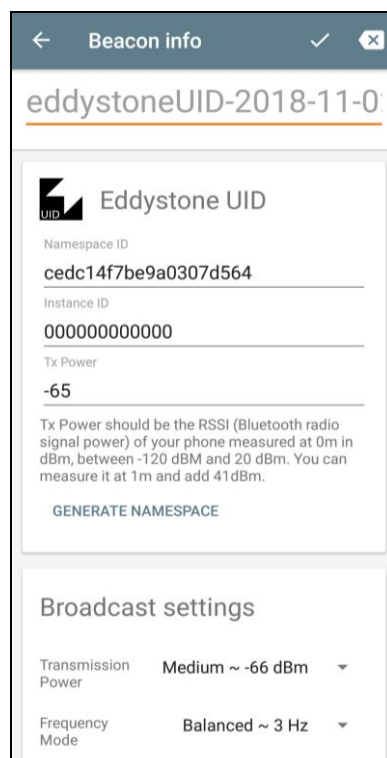 Beacon info
eddystoneUID-2018-11-0
UID
Eddystone UID
Namespace ID
cedc14f7be9a0307d564
Instance ID
000000000000
Tx Power
-65
Tx Power should be the RSSI (Bluetooth radio
signal power) of your phone measured at 0m in
dBm, between -120 dBM and 20 dBm. You can
measure it at 1m and add 41dBm.
GENERATE NAMESPACE
Broadcast settings
Transmission
Power
Medium ~ -66 dBm
Frequency
Mode
Balanced ~ 3 Hz